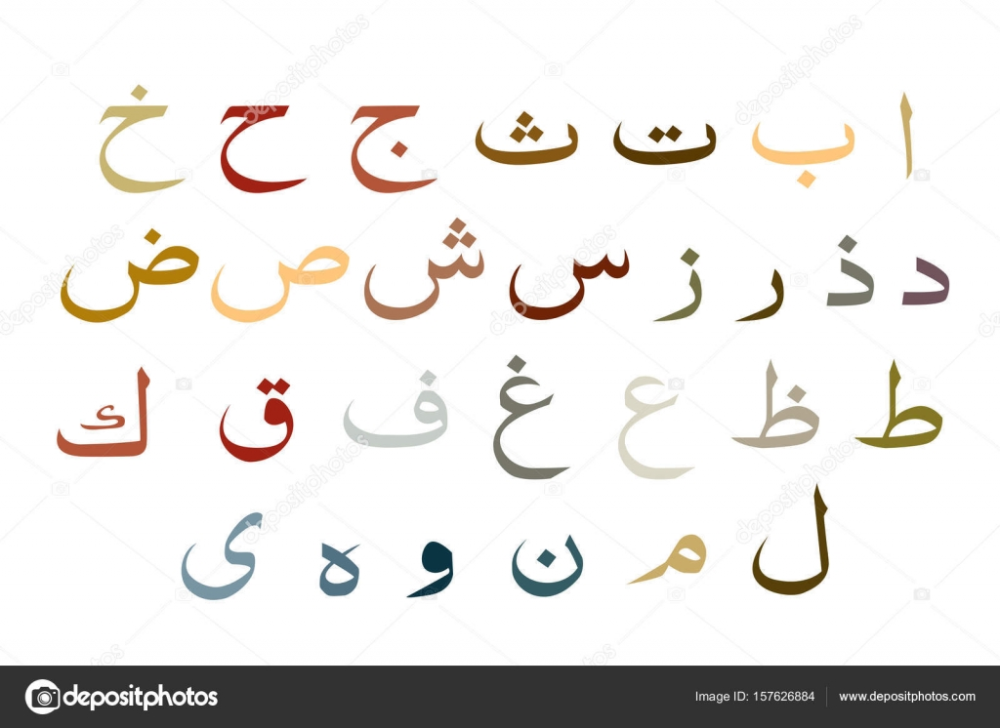 ا ب ت ث ج ح خ
د ذ ر ز س ش ص ض
ط ظ ع غ ف ق ك
ل م ن و ه ى
depositphotos
Image ID: 157626884 www.depositphotos.com